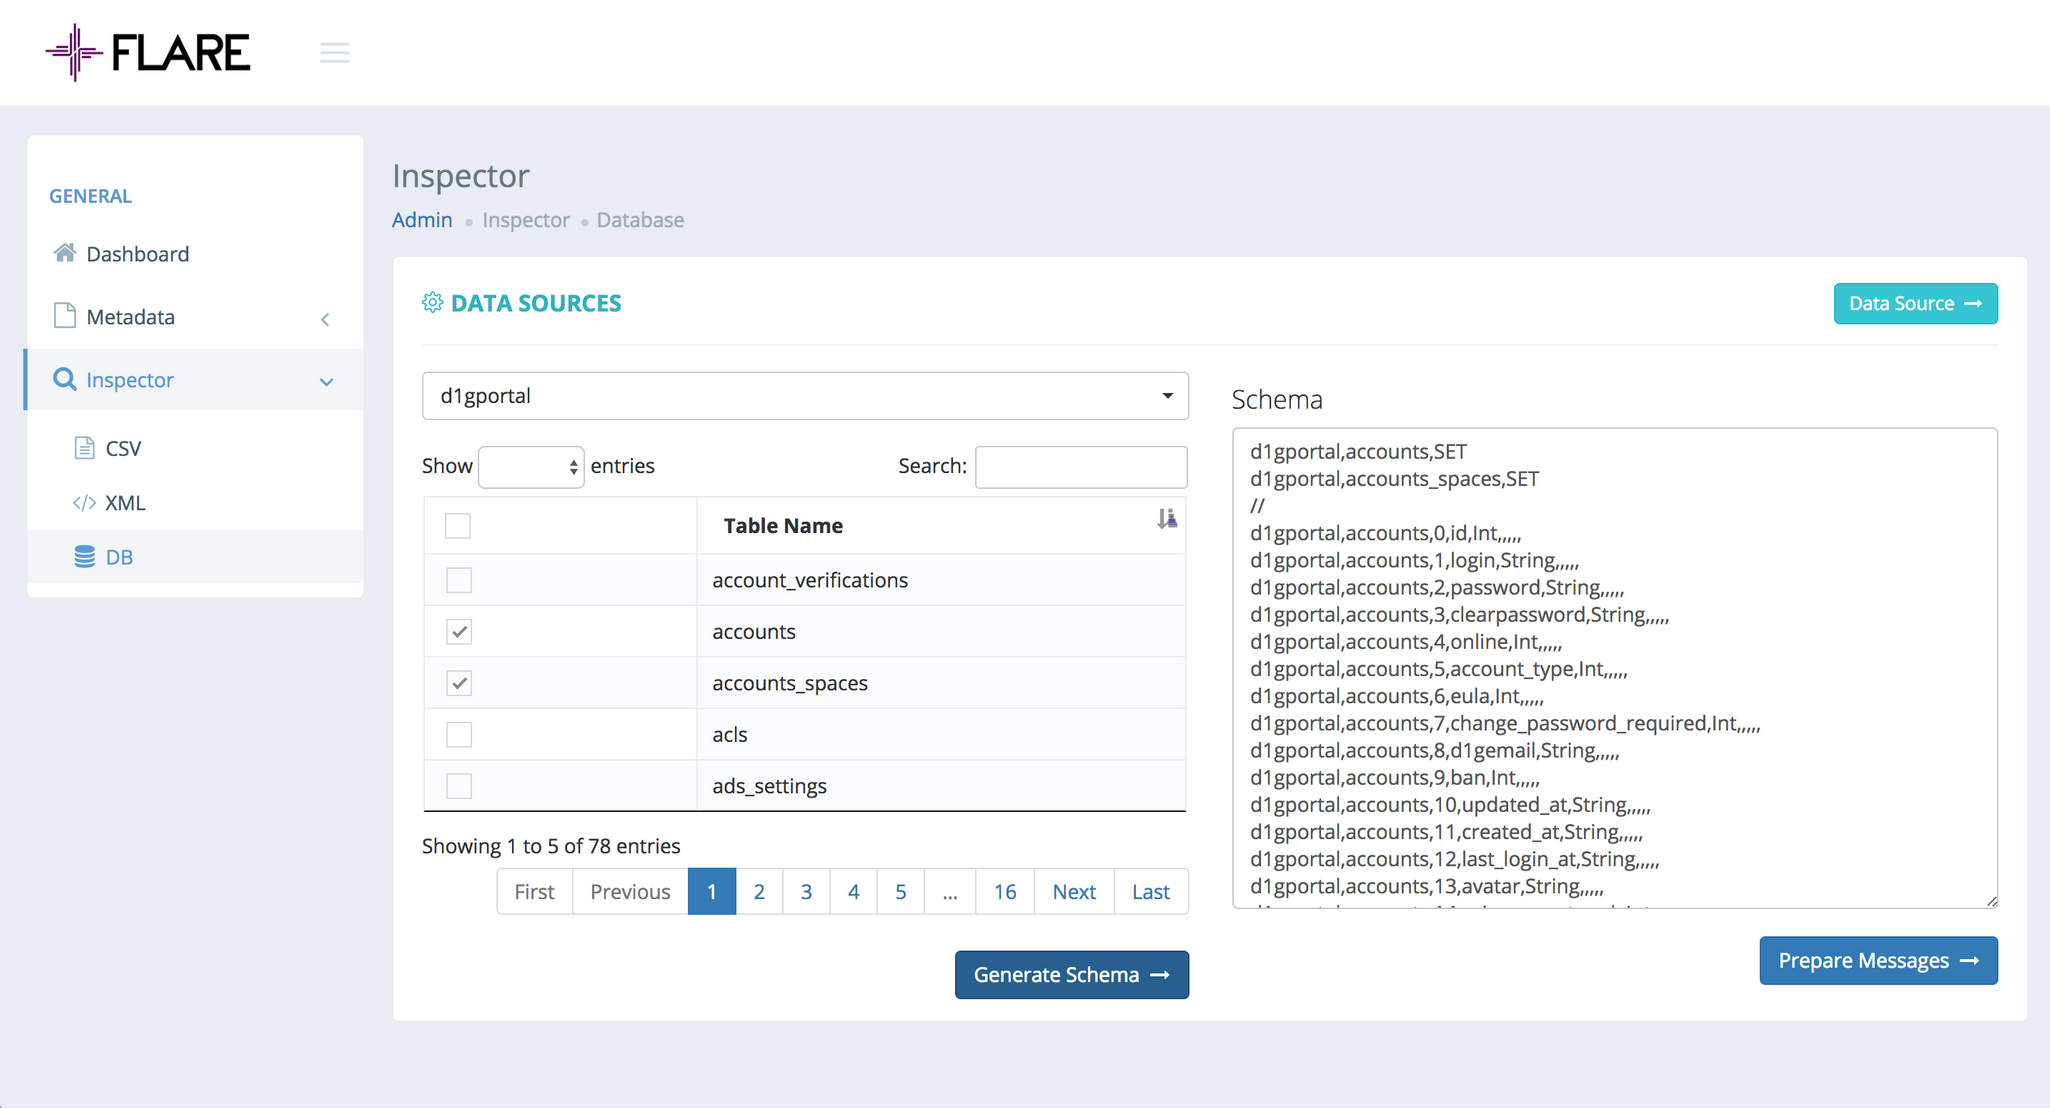 FLARE
GENERAL
Dashboard
Metadata
Inspector
CSV
XML
DB
Inspector
Admin • Inspector • Database
DATA SOURCES
Data Source →
d1gportal
Show entries
Search:
Table Name
account_verifications
accounts
accounts_spaces
acls
ads_settings
Showing 1 to 5 of 78 entries
First Previous 1 2 3 4 5 ... 16 Next Last
Generate Schema →
Schema
d1gportal,accounts,SET
d1gportal,accounts_spaces,SET
//
d1gportal,accounts,0,id,Int,,,,,
d1gportal,accounts,1,login,String,,,,,
d1gportal,accounts,2,password,String,,,,,
d1gportal,accounts,3,clearpassword,String,,,,,
d1gportal,accounts,4,online,Int,,,,,
d1gportal,accounts,5,account_type,Int,,,,,
d1gportal,accounts,6,eula,Int,,,,,
d1gportal,accounts,7,change_password_required,Int,,,,,
d1gportal,accounts,8,d1gemail,String,,,,,
d1gportal,accounts,9,ban,Int,,,,,
d1gportal,accounts,10,updated_at,String,,,,,
d1gportal,accounts,11,created_at,String,,,,,
d1gportal,accounts,12,last_login_at,String,,,,,
d1gportal,accounts,13,avatar,String,,,,,
Prepare Messages →